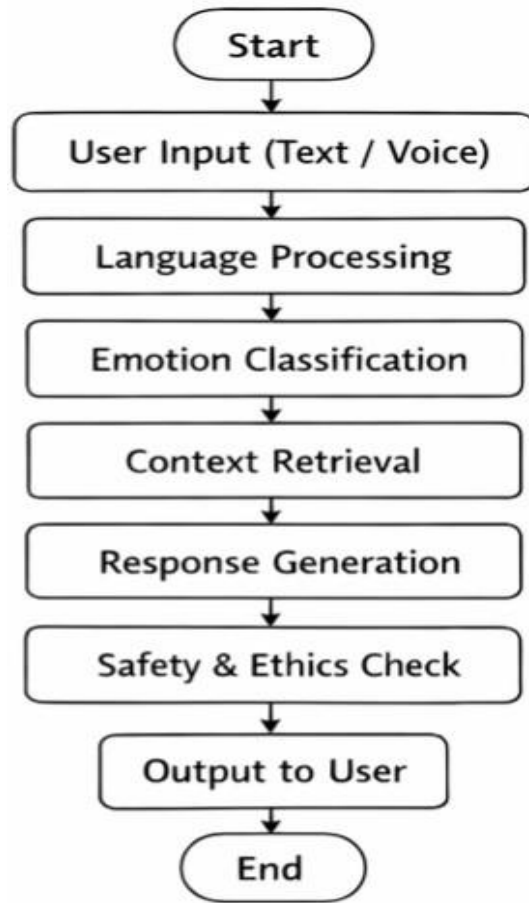 Start
User Input (Text / Voice)
Language Processing
Emotion Classification
Context Retrieval
Response Generation
Safety & Ethics Check
Output to User
End